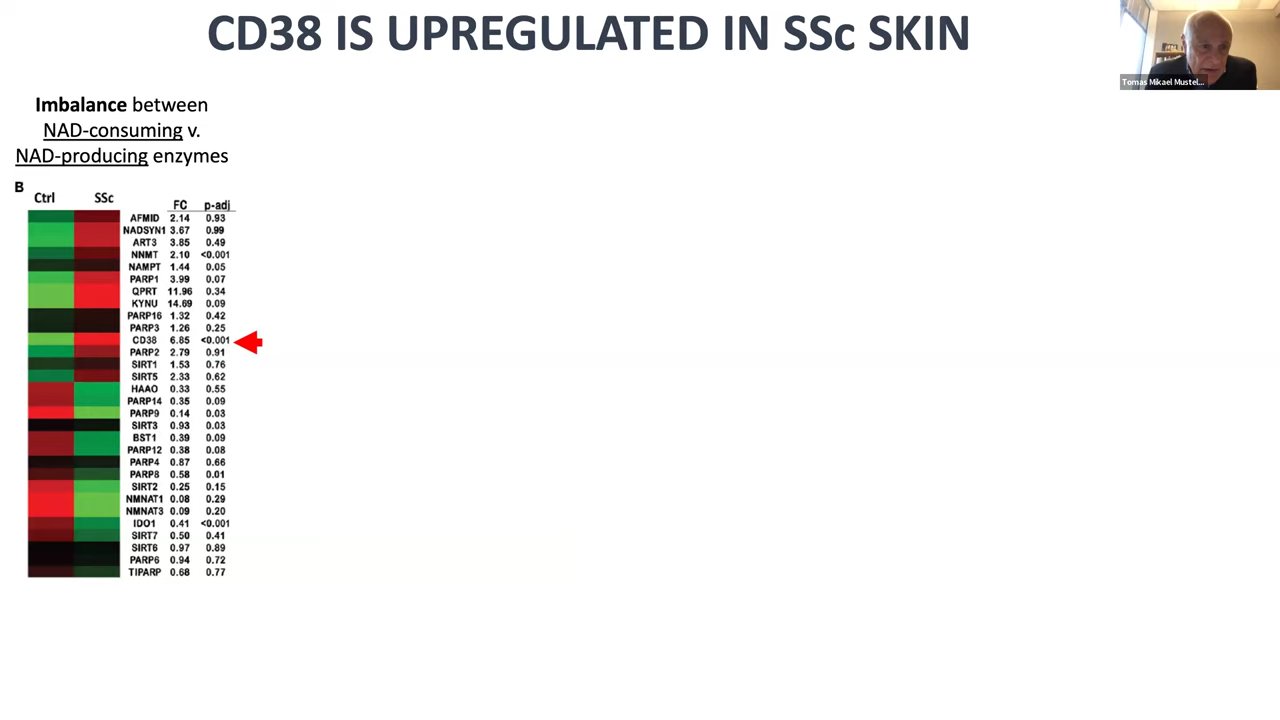 CD38 IS UPREGULATED IN SSc SKIN
Tomas Mikael Mustel...
Imbalance between
NAD-consuming v.
NAD-producing enzymes
B
Ctrl SSc FC p-adj
AFMID 2.14 0.93
NADSYN1 3.67 0.99
ART3 3.85 0.49
NNMT 2.10 <0.001
NAMPT 1.44 0.05
PARP1 3.99 0.07
QPRT 11.96 0.34
KYNU 14.69 0.09
PARP16 1.32 0.42
PARP3 1.26 0.25
CD38 6.85 <0.001
PARP2 2.79 0.91
SIRT1 1.53 0.76
SIRT5 2.33 0.62
HAAO 0.33 0.55
PARP14 0.35 0.09
PARP9 0.14 0.03
SIRT3 0.93 0.03
BST1 0.39 0.09
PARP12 0.38 0.08
PARP4 0.87 0.66
PARP8 0.58 0.01
SIRT2 0.25 0.15
NMNAT1 0.08 0.29
NMNAT3 0.09 0.20
IDO1 0.41 <0.001
SIRT7 0.50 0.41
SIRT6 0.97 0.89
PARP6 0.94 0.72
TIPARP 0.68 0.77